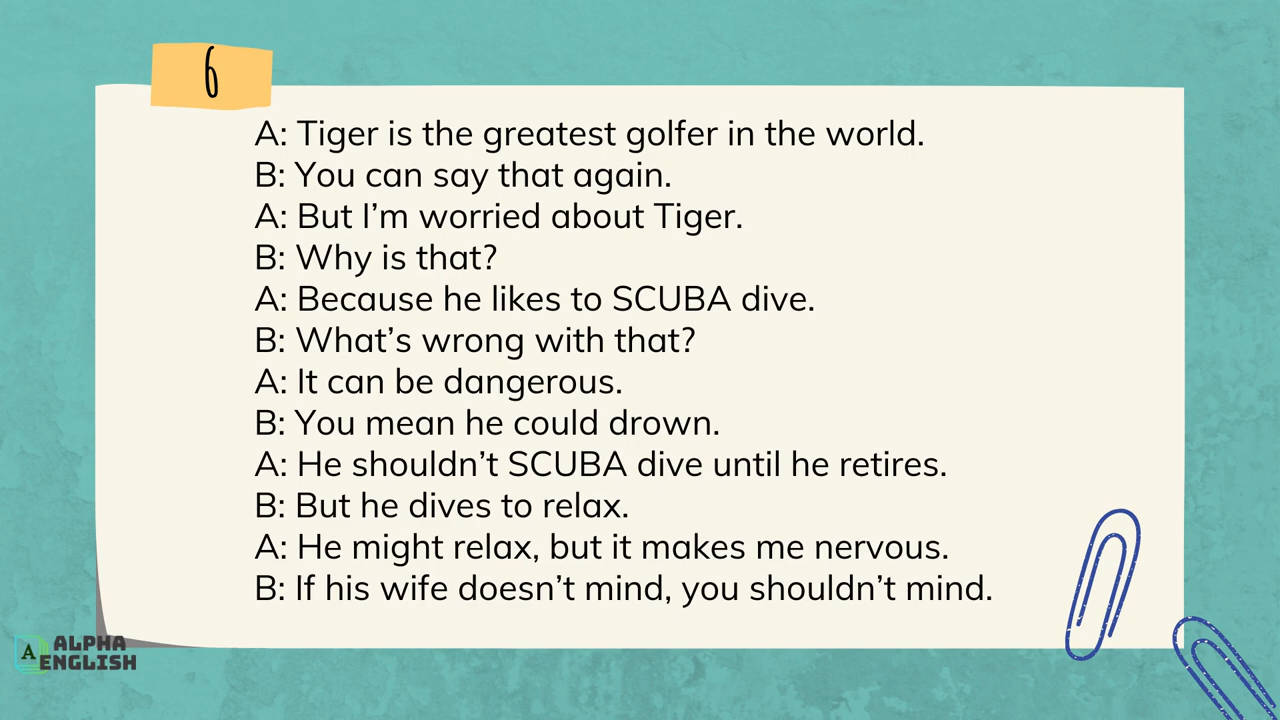 6
A: Tiger is the greatest golfer in the world.
B: You can say that again.
A: But I’m worried about Tiger.
B: Why is that?
A: Because he likes to SCUBA dive.
B: What’s wrong with that?
A: It can be dangerous.
B: You mean he could drown.
A: He shouldn’t SCUBA dive until he retires.
B: But he dives to relax.
A: He might relax, but it makes me nervous.
B: If his wife doesn’t mind, you shouldn’t mind.
A
ALPHA
ENGLISH